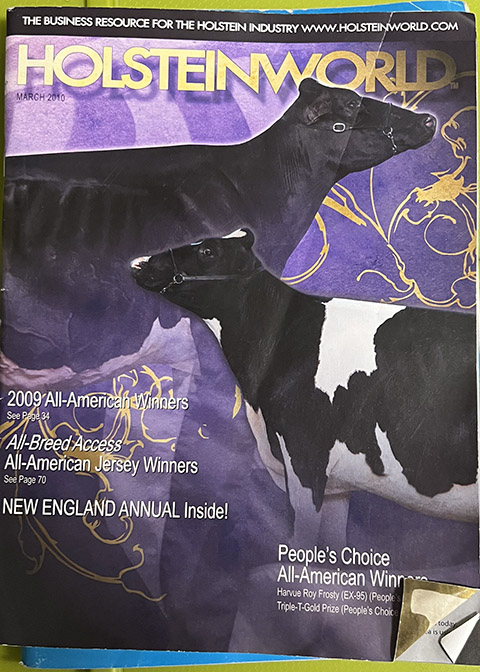 THE BUSINESS RESOURCE FOR THE HOLSTEIN INDUSTRY WWW.HOLSTEINWORLD.COM
HOLSTEINWORLD™
MARCH 2010
2009 All-American Winners
See Page 34
All-Breed Access
All-American Jersey Winners
See Page 70
NEW ENGLAND ANNUAL Inside!
People's Choice
All-American Winners
Harvue Roy Frosty (EX-95) (People's
Triple-T-Gold Prize (People's Choice
today